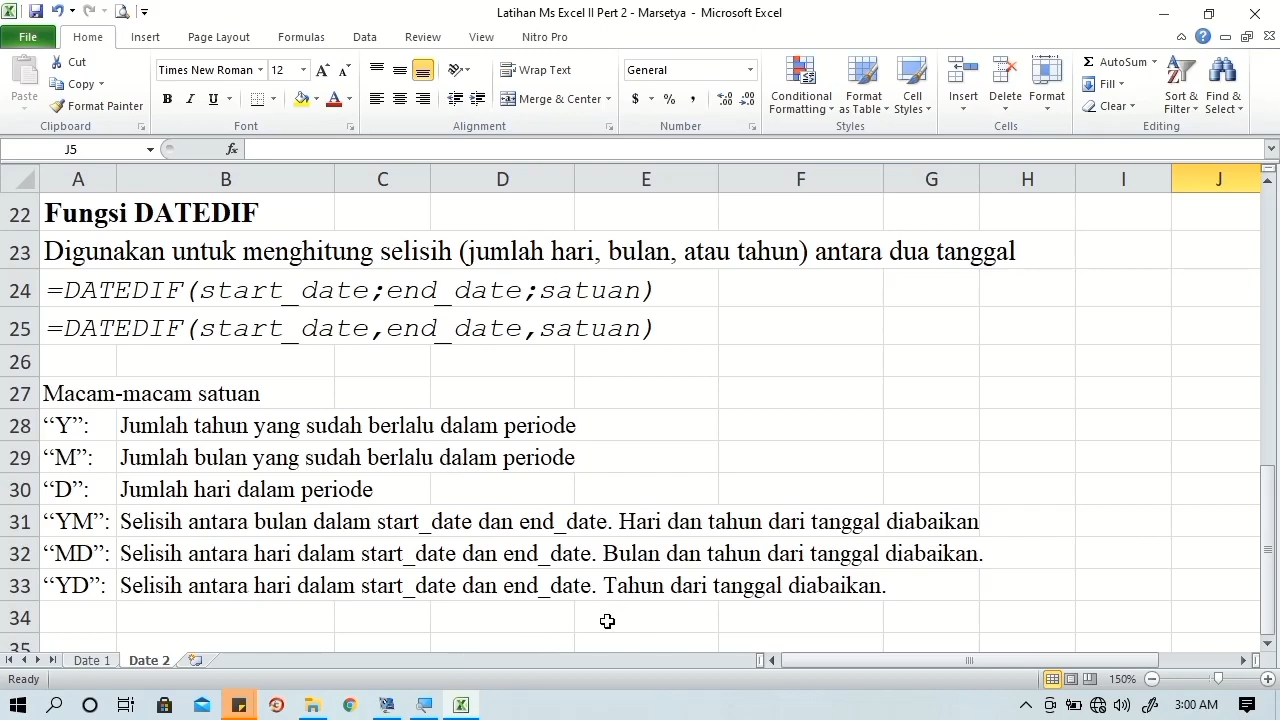 Latihan Ms Excel II Pert 2 - Marsetya - Microsoft Excel
File Home Insert Page Layout Formulas Data Review View Nitro Pro
Paste
Cut
Copy
Format Painter
Clipboard
Times New Roman 12
B I U
Font
Wrap Text
Merge & Center
Alignment
General
$ % ,
Number
Conditional Formatting
Format as Table
Cell Styles
Styles
Insert Delete Format
Cells
AutoSum
Fill
Clear
Sort & Filter
Find & Select
Editing
J5 fx
A B C D E F G H I J
22 Fungsi DATEDIF
23 Digunakan untuk menghitung selisih (jumlah hari, bulan, atau tahun) antara dua tanggal
24 =DATEDIF(start_date;end_date;satuan)
25 =DATEDIF(start_date,end_date,satuan)
26
27 Macam-macam satuan
28 “Y”: Jumlah tahun yang sudah berlalu dalam periode
29 “M”: Jumlah bulan yang sudah berlalu dalam periode
30 “D”: Jumlah hari dalam periode
31 “YM”: Selisih antara bulan dalam start_date dan end_date. Hari dan tahun dari tanggal diabaikan
32 “MD”: Selisih antara hari dalam start_date dan end_date. Bulan dan tahun dari tanggal diabaikan.
33 “YD”: Selisih antara hari dalam start_date dan end_date. Tahun dari tanggal diabaikan.
34
35
Date 1 Date 2
Ready 150%
3:00 AM